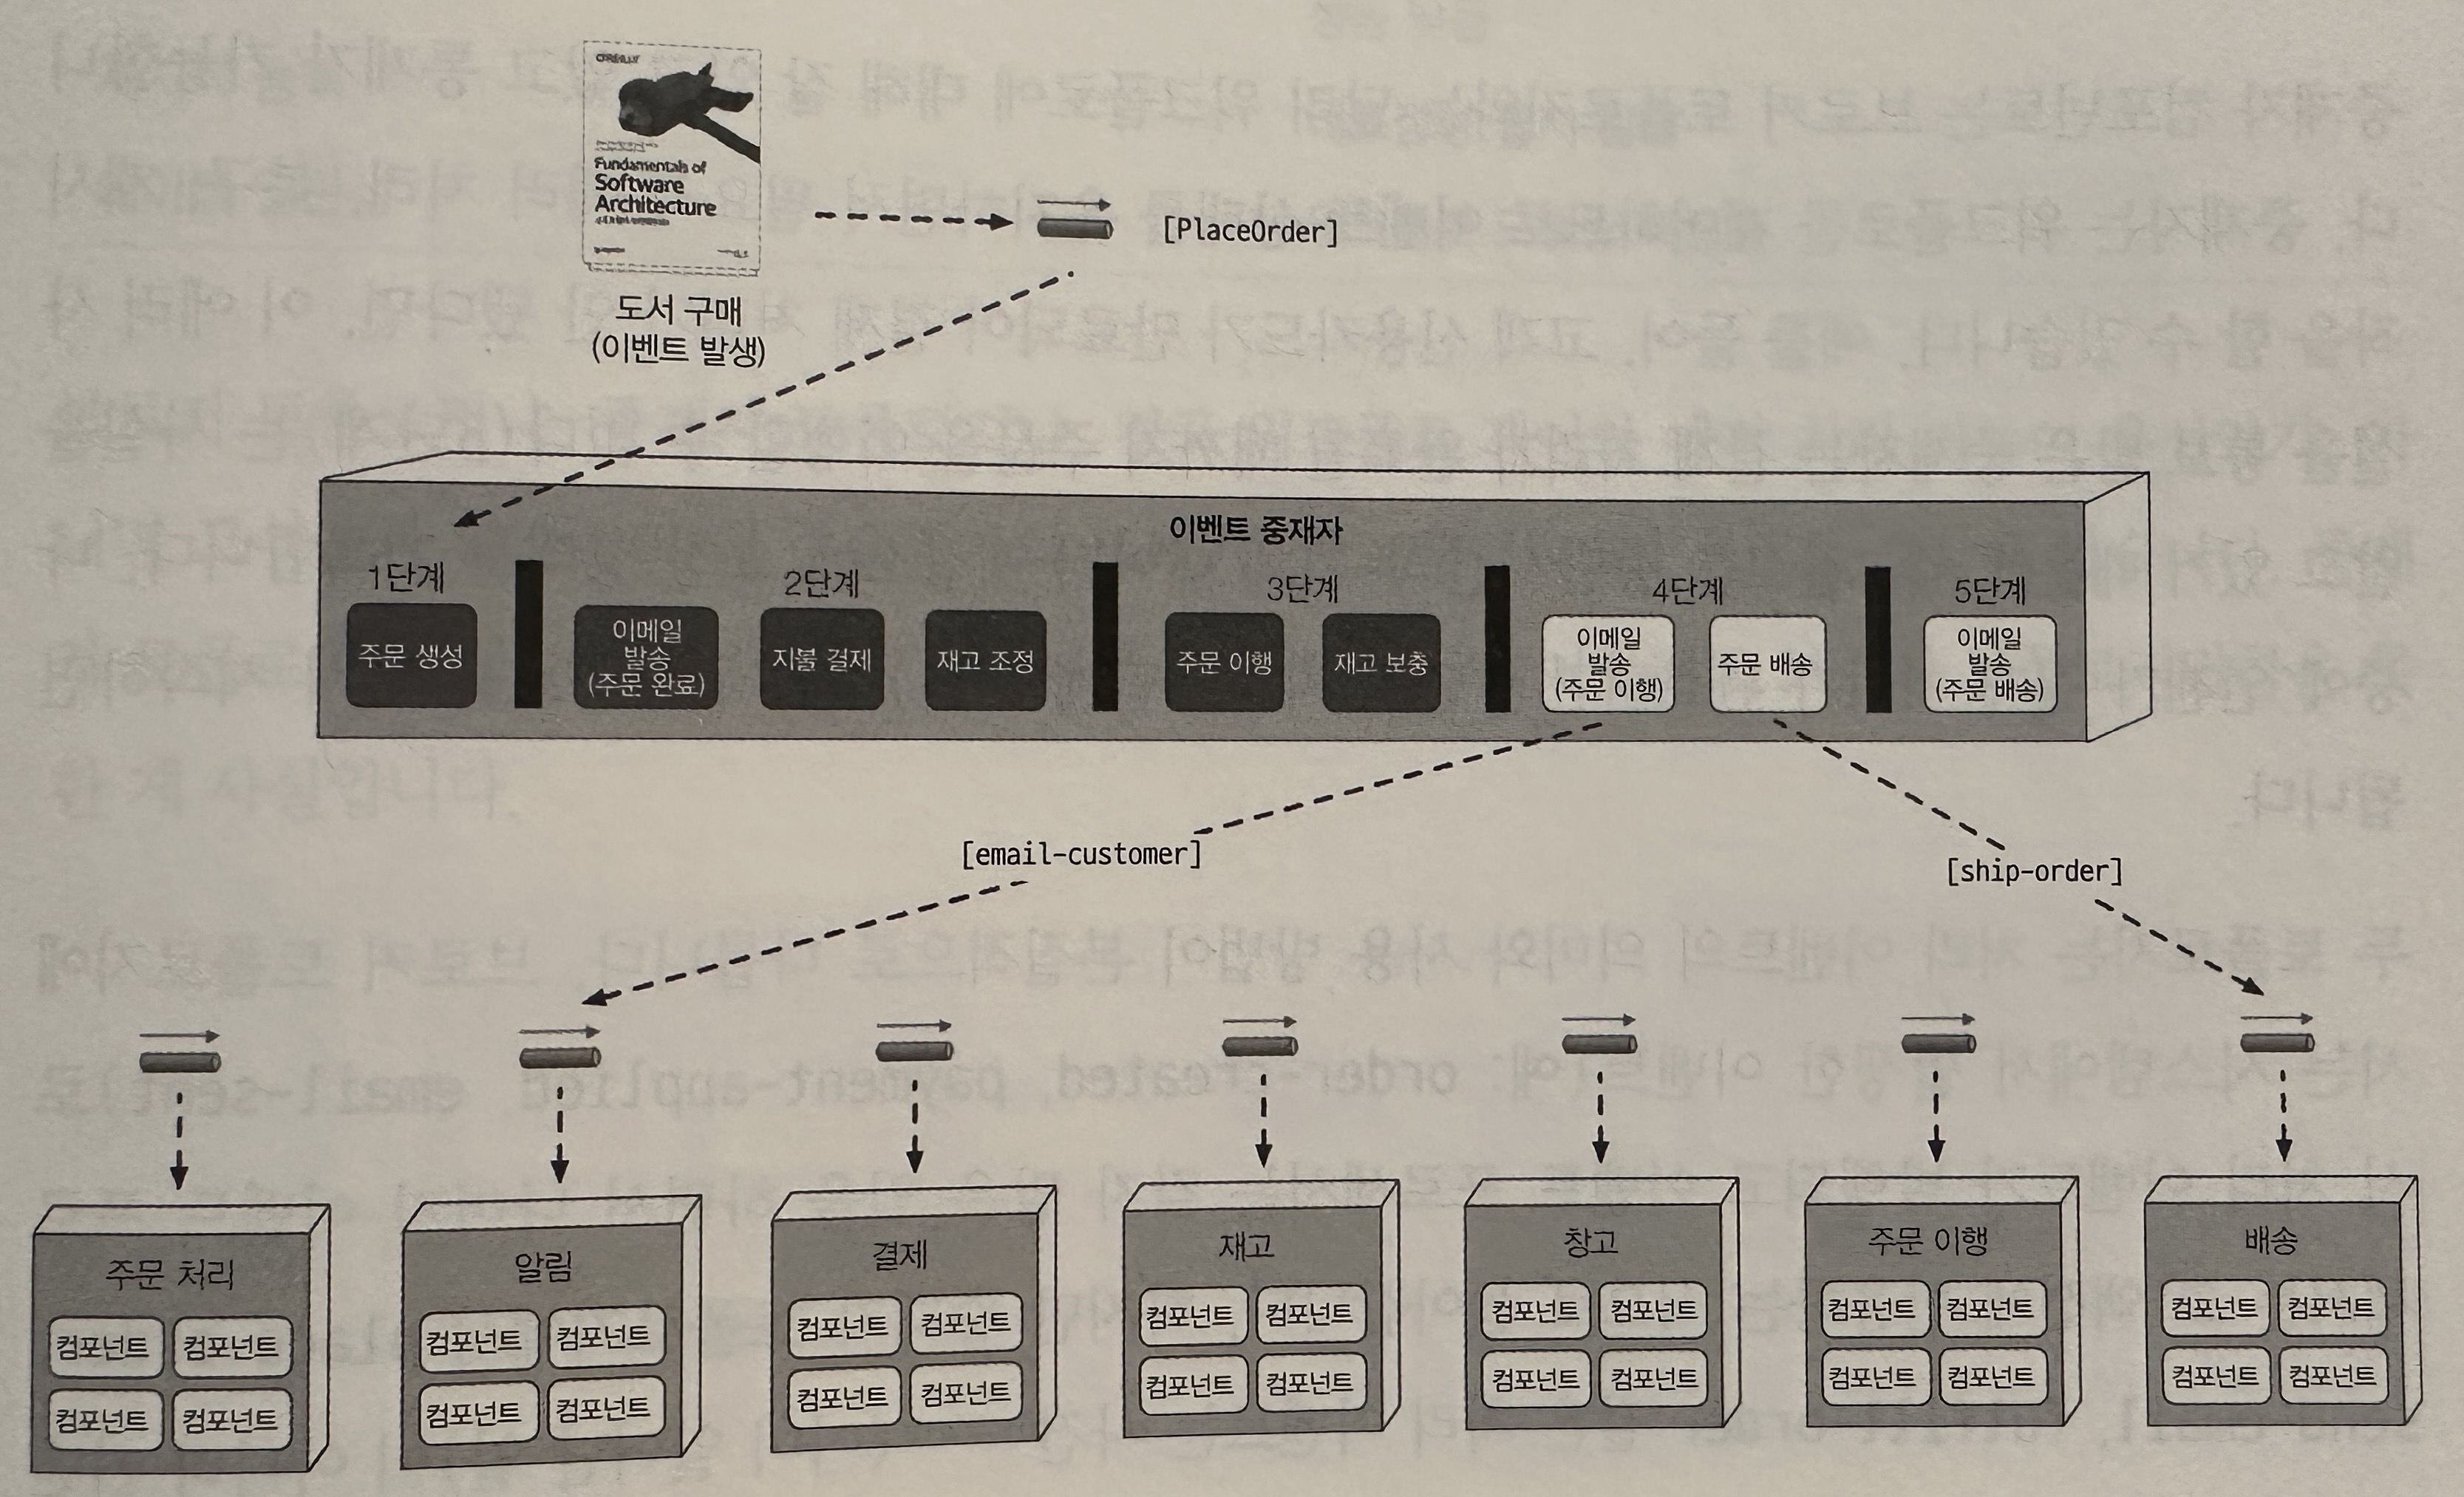 O'REILLY
Fundamentals of
Software
Architecture
[PlaceOrder]
도서 구매
(이벤트 발생)
이벤트 중재자
1단계
2단계
3단계
4단계
5단계
주문 생성
이메일
발송
(주문 완료)
지불 결제
재고 조정
주문 이행
재고 보충
이메일
발송
(주문 이행)
주문 배송
이메일
발송
(주문 배송)
[email-customer]
[ship-order]
주문 처리
컴포넌트 컴포넌트
컴포넌트 컴포넌트
알림
컴포넌트 컴포넌트
컴포넌트 컴포넌트
결제
컴포넌트 컴포넌트
컴포넌트 컴포넌트
재고
컴포넌트 컴포넌트
컴포넌트 컴포넌트
창고
컴포넌트 컴포넌트
컴포넌트 컴포넌트
주문 이행
컴포넌트 컴포넌트
컴포넌트 컴포넌트
배송
컴포넌트 컴포넌트
컴포넌트 컴포넌트